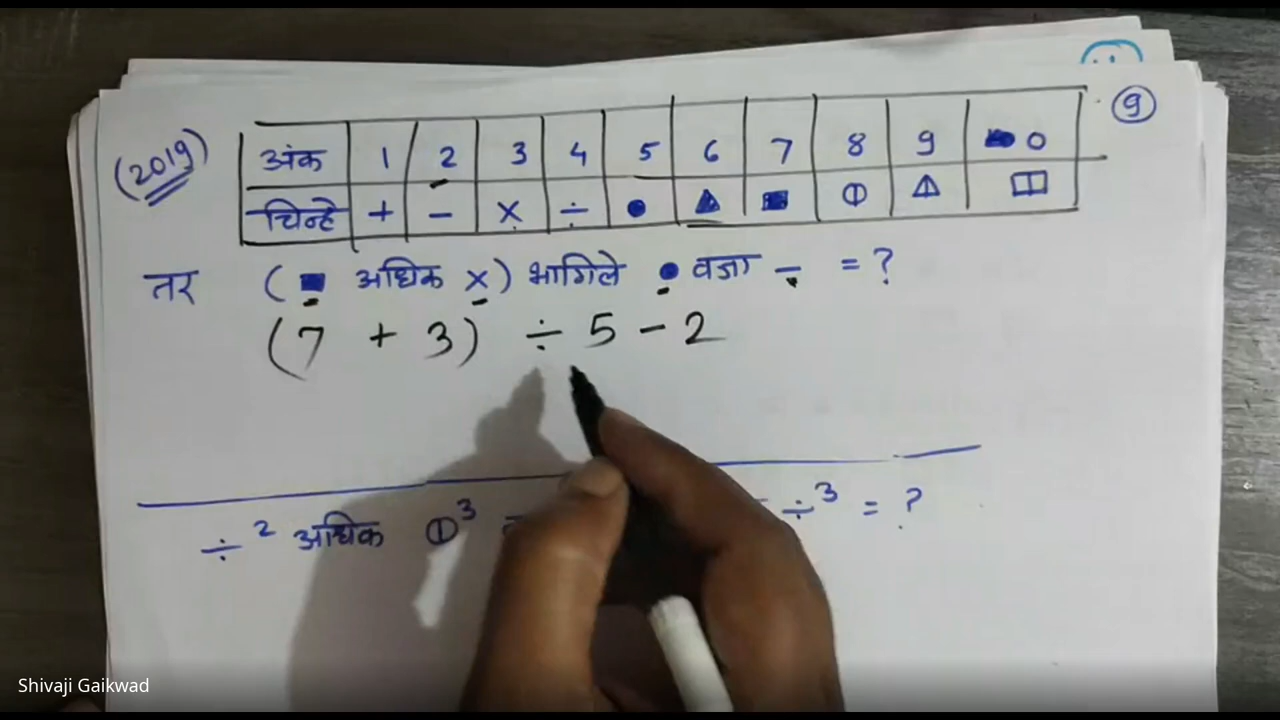 (2019)
9
अंक 1 2 3 4 5 6 7 8 9 0
चिन्हे + - × ÷ ● ▲ ■ ⏀ ◮ ◫
तर ( ■ अधिक × ) भागिले ● वजा - = ?
(7 + 3) ÷ 5 - 2
÷² अधिक ⏀³ ÷³ = ?
Shivaji Gaikwad